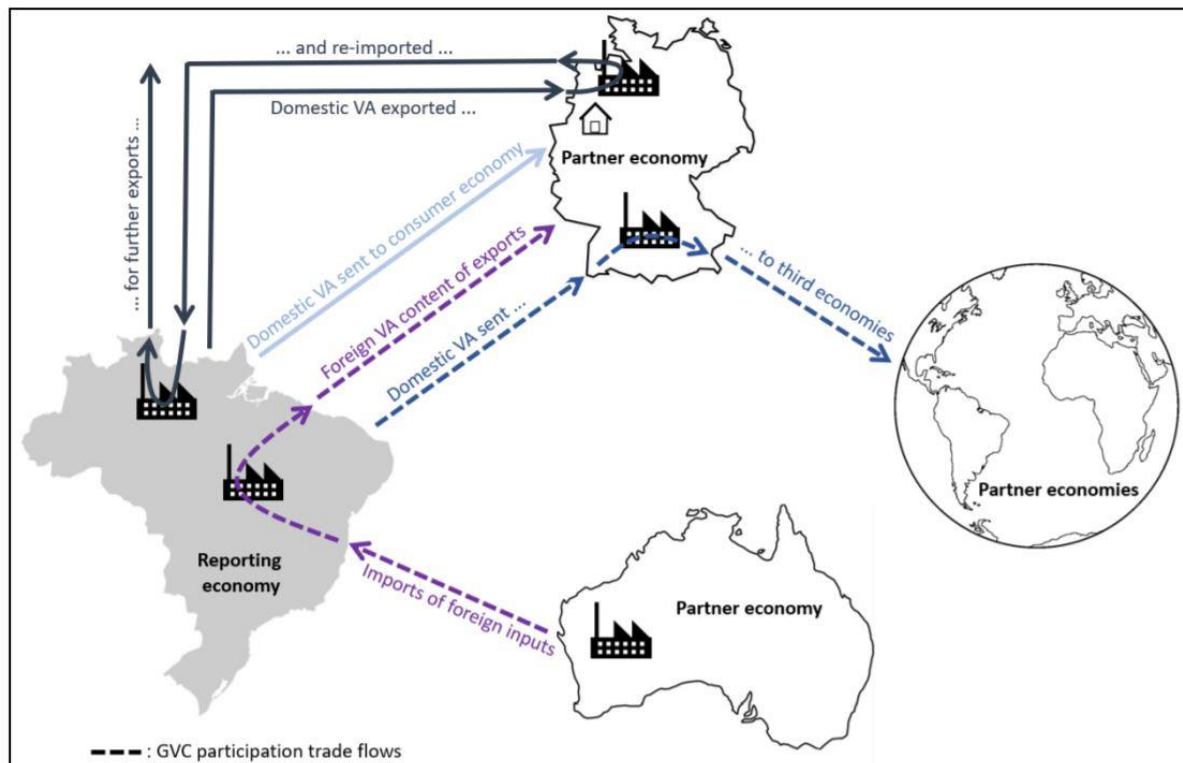 ... and re-imported ...
Domestic VA exported ...
... for further exports ...
Partner economy
Domestic VA sent to consumer economy
Foreign VA content of exports
Domestic VA sent ...
... to third economies
Partner economies
Reporting
economy
Imports of foreign inputs
Partner economy
: GVC participation trade flows